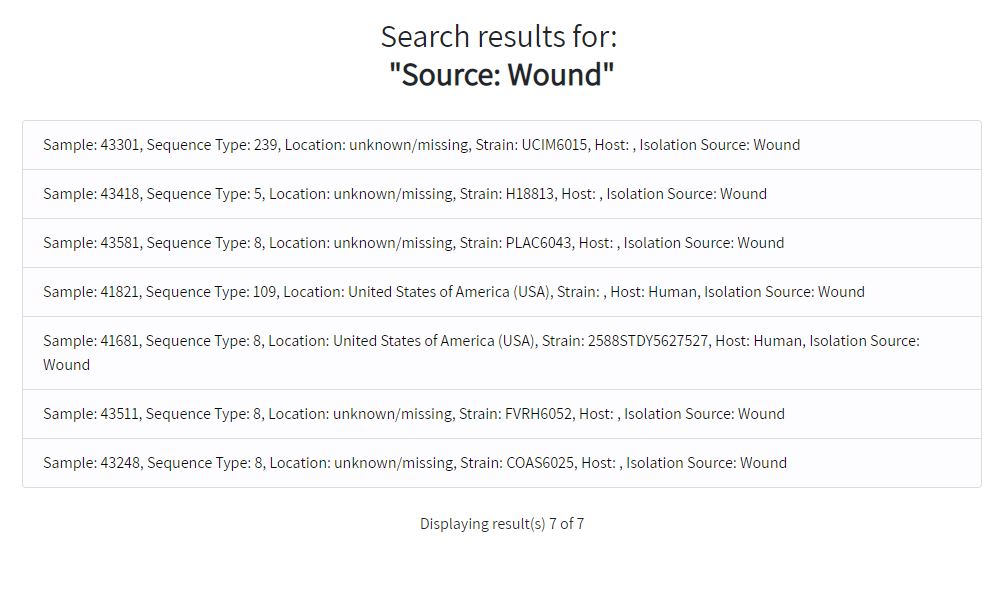 Search results for:
"Source: Wound"
Sample: 43301, Sequence Type: 239, Location: unknown/missing, Strain: UCIM6015, Host: , Isolation Source: Wound
Sample: 43418, Sequence Type: 5, Location: unknown/missing, Strain: H18813, Host: , Isolation Source: Wound
Sample: 43581, Sequence Type: 8, Location: unknown/missing, Strain: PLAC6043, Host: , Isolation Source: Wound
Sample: 41821, Sequence Type: 109, Location: United States of America (USA), Strain: , Host: Human, Isolation Source: Wound
Sample: 41681, Sequence Type: 8, Location: United States of America (USA), Strain: 2588STDY5627527, Host: Human, Isolation Source:
Wound
Sample: 43511, Sequence Type: 8, Location: unknown/missing, Strain: FVRH6052, Host: , Isolation Source: Wound
Sample: 43248, Sequence Type: 8, Location: unknown/missing, Strain: COAS6025, Host: , Isolation Source: Wound
Displaying result(s) 7 of 7